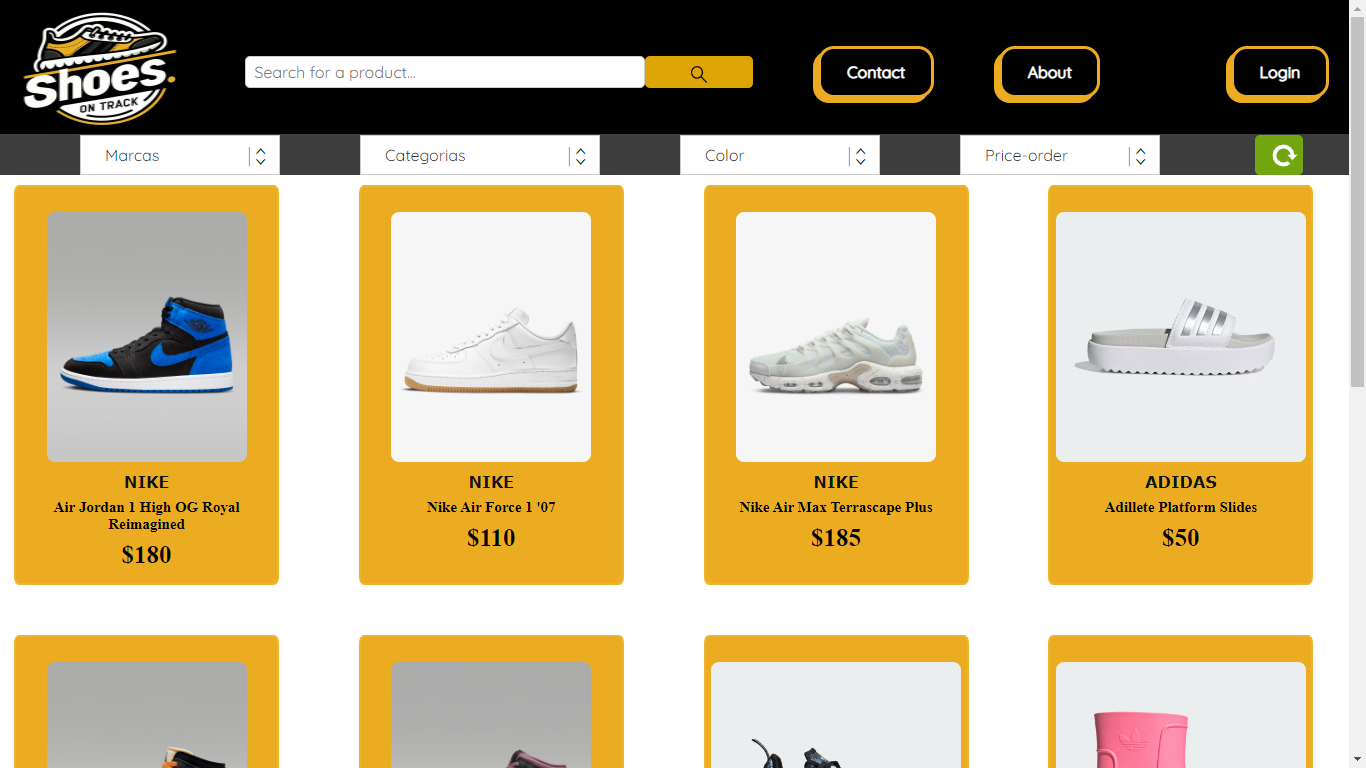 Shoes.
ON TRACK
Search for a product...
Contact
About
Login
Marcas
Categorias
Color
Price-order
NIKE
Air Jordan 1 High OG Royal
Reimagined
$180
NIKE
Nike Air Force 1 '07
$110
NIKE
Nike Air Max Terrascape Plus
$185
ADIDAS
Adillete Platform Slides
$50